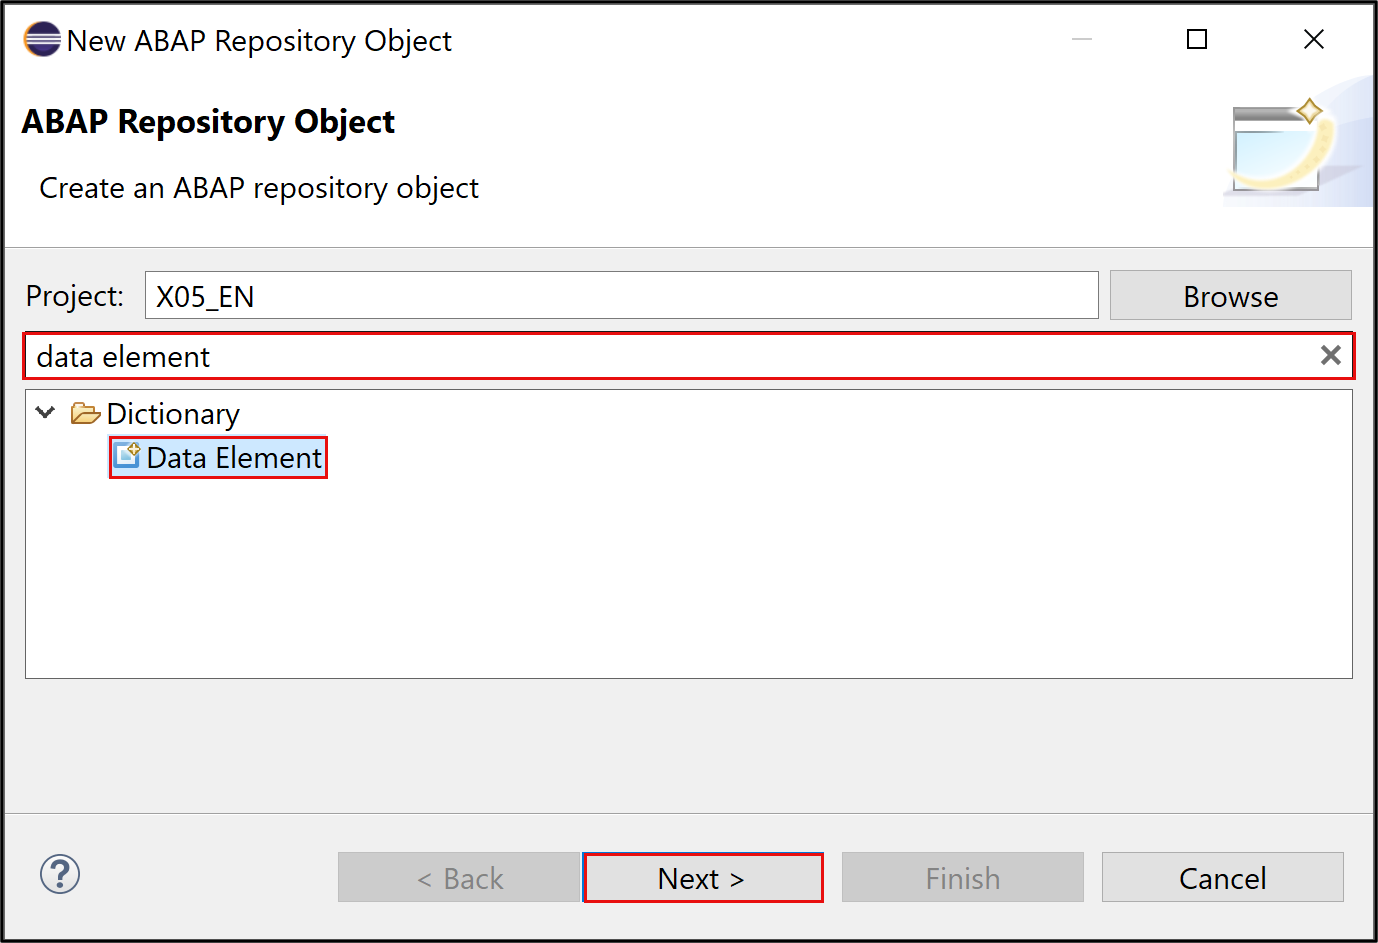 New ABAP Repository Object
ABAP Repository Object
Create an ABAP repository object
Project: X05_EN Browse
data element
Dictionary
Data Element
? < Back Next > Finish Cancel